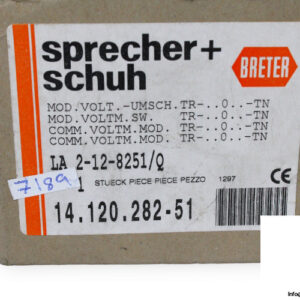 sprecher+
schuh
BRETER
MOD.VOLT.-UMSCH.TR-..0..-TN
MOD.VOLTM.SW. TR-..0..-TN
COMM.VOLTM.MOD. TR-..0..-TN
COMM.VOLTM.MOD. TR-..0..-TN
LA 2-12-8251/Q
7189
1 STUECK PIECE PIECE PEZZO 1297 CE
14.120.282-51